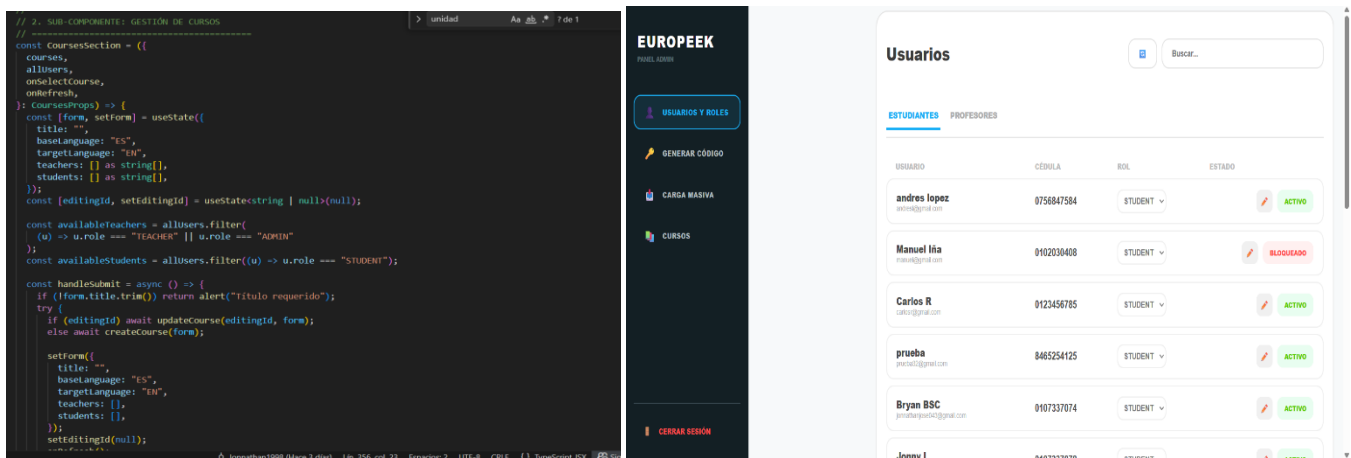 // 2. SUB-COMPONENTE: GESTIÓN DE CURSOS
// ------------------------------------------
const CoursesSection = ({
courses,
allUsers,
onSelectCourse,
onRefresh,
}: CoursesProps) => {
const [form, setForm] = useState({
title: "",
baseLanguage: "ES",
targetLanguage: "EN",
teachers: [] as string[],
students: [] as string[],
});
const [editingId, setEditingId] = useState<string | null>(null);
const availableTeachers = allUsers.filter(
(u) => u.role === "TEACHER" || u.role === "ADMIN"
);
const availableStudents = allUsers.filter((u) => u.role === "STUDENT");
const handleSubmit = async () => {
if (!form.title.trim()) return alert("Título requerido");
try {
if (editingId) await updateCourse(editingId, form);
else await createCourse(form);
setForm({
title: "",
baseLanguage: "ES",
targetLanguage: "EN",
teachers: [],
students: [],
});
setEditingId(null);
unidad Aa ab .* ? de 1
Jonnathan1998 (Hace 3 días) Lín. 356, col. 23 Espacios: 2 UTF-8 CRLF {} TypeScript JSX
EUROPEEK
PANEL ADMIN
USUARIOS Y ROLES
GENERAR CÓDIGO
CARGA MASIVA
CURSOS
CERRAR SESIÓN
Usuarios
Buscar...
ESTUDIANTES PROFESORES
USUARIO CÉDULA ROL ESTADO
andres lopez 0756847584 STUDENT ACTIVO
Manuel Iña 0102030408 STUDENT BLOQUEADO
Carlos R 0123456785 STUDENT ACTIVO
prueba 8465254125 STUDENT ACTIVO
Bryan BSC 0107337074 STUDENT ACTIVO